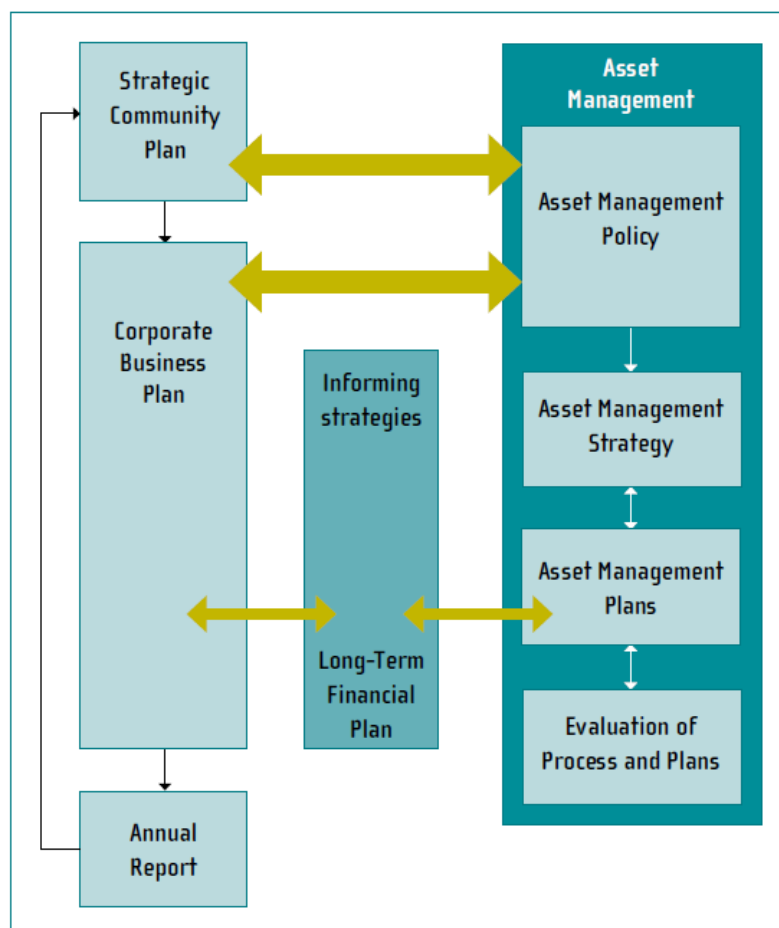 Strategic
Community
Plan
Corporate
Business
Plan
Annual
Report
Informing
strategies
Long-Term
Financial
Plan
Asset
Management
Asset Management
Policy
Asset Management
Strategy
Asset Management
Plans
Evaluation of
Process and Plans